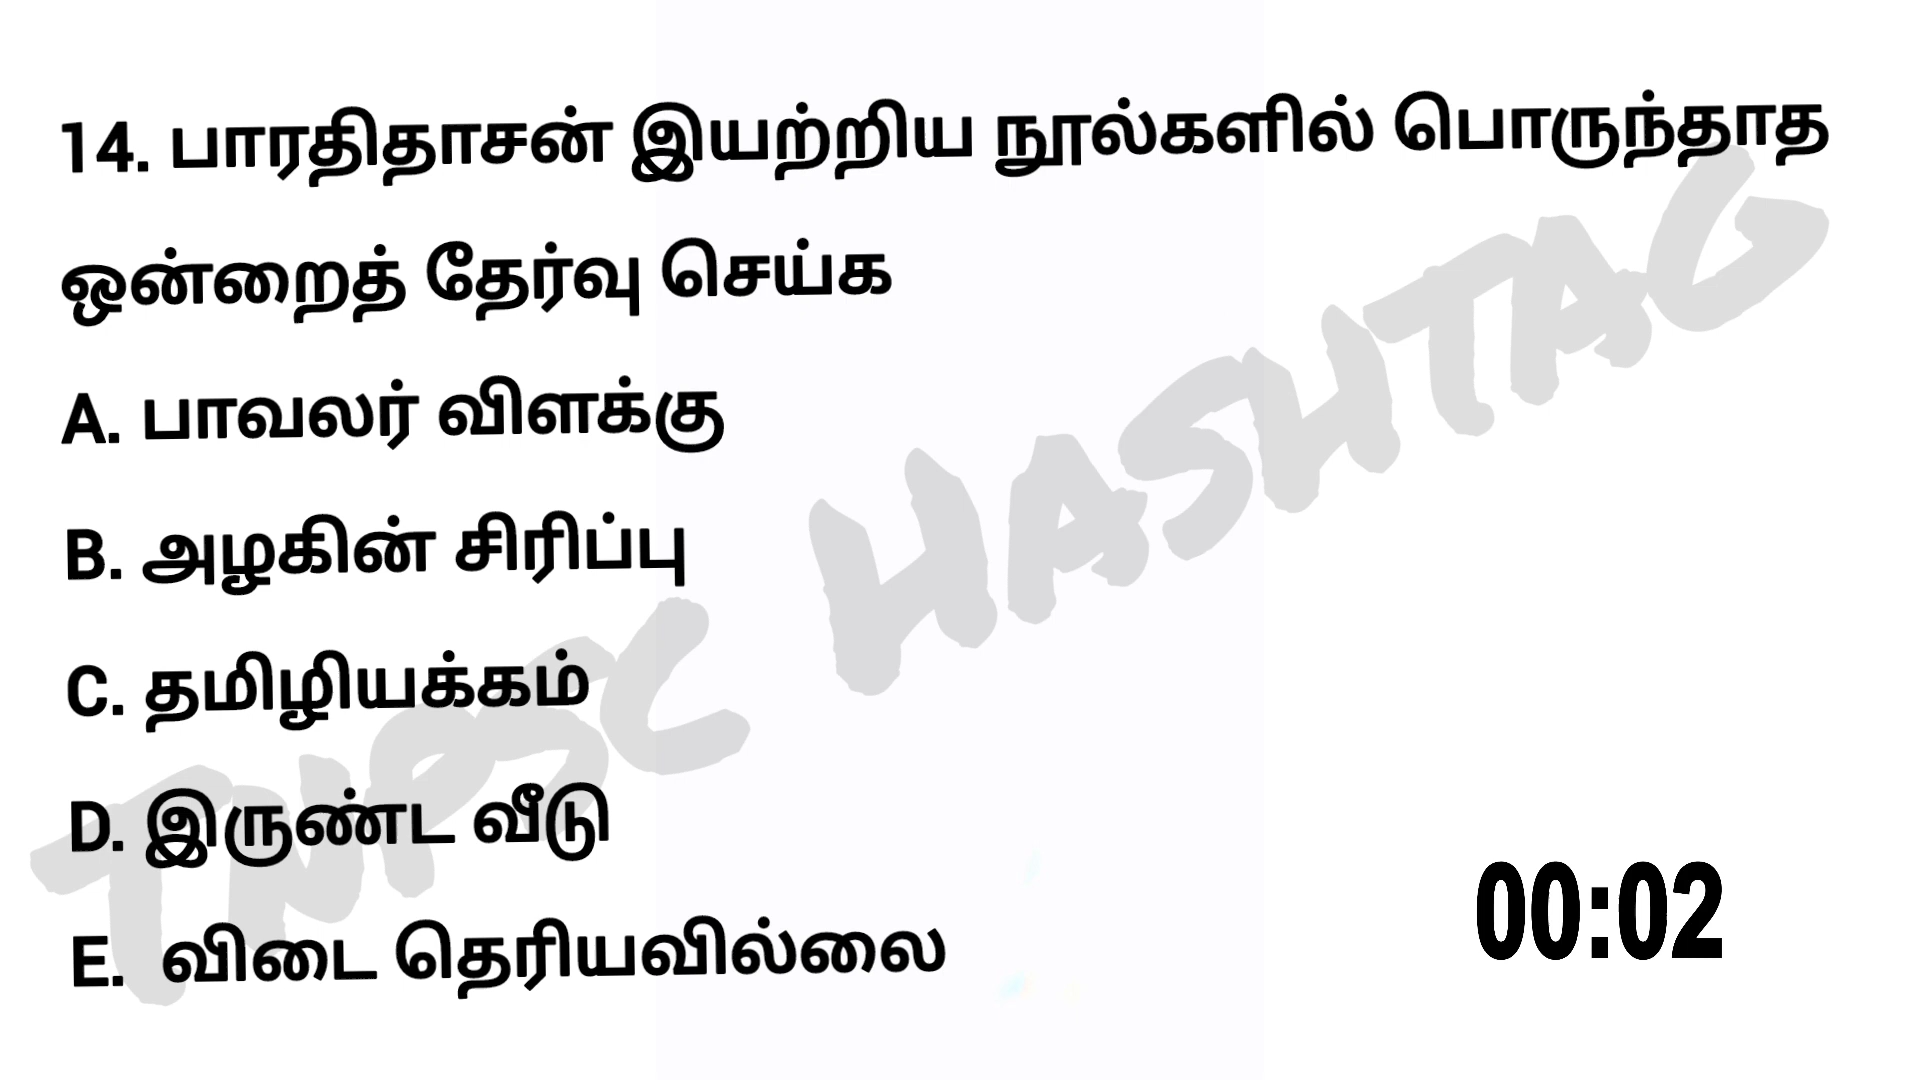 14. பாரதிதாசன் இயற்றிய நூல்களில் பொருந்தாத
ஒன்றைத் தேர்வு செய்க
A. பாவலர் விளக்கு
B. அழகின் சிரிப்பு
C. தமிழியக்கம்
D. இருண்ட வீடு
E. விடை தெரியவில்லை
00:02
TNPSC HASHTAG